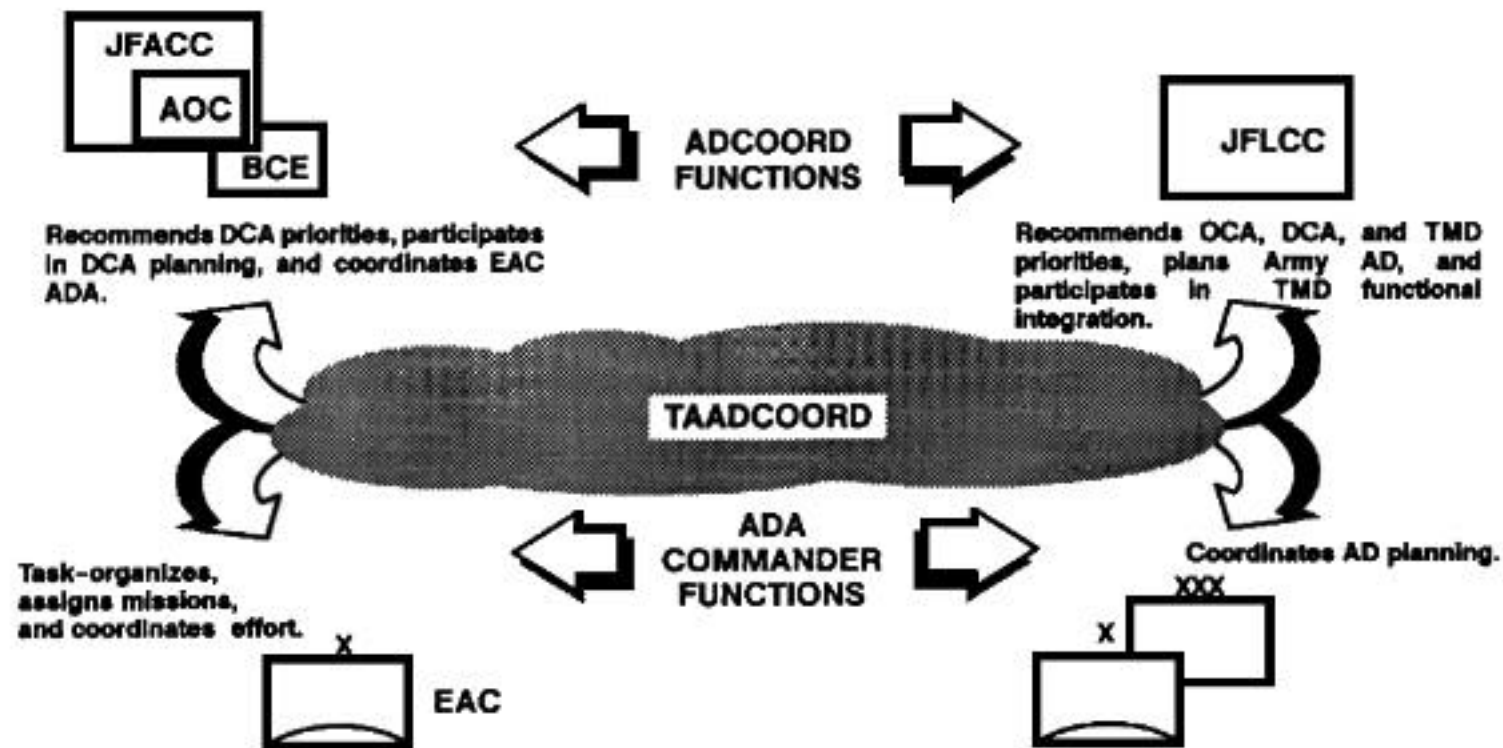 JFACC
AOC
BCE
ADCOORD
FUNCTIONS
JFLCC
Recommends DCA priorities, participates
in DCA planning, and coordinates EAC
ADA.
Recommends OCA, DCA, and TMD
priorities, plans Army AD, and
participates in TMD functional
integration.
TAADCOORD
ADA
COMMANDER
FUNCTIONS
Task-organizes,
assigns missions,
and coordinates effort.
X
EAC
Coordinates AD planning.
XXX
X